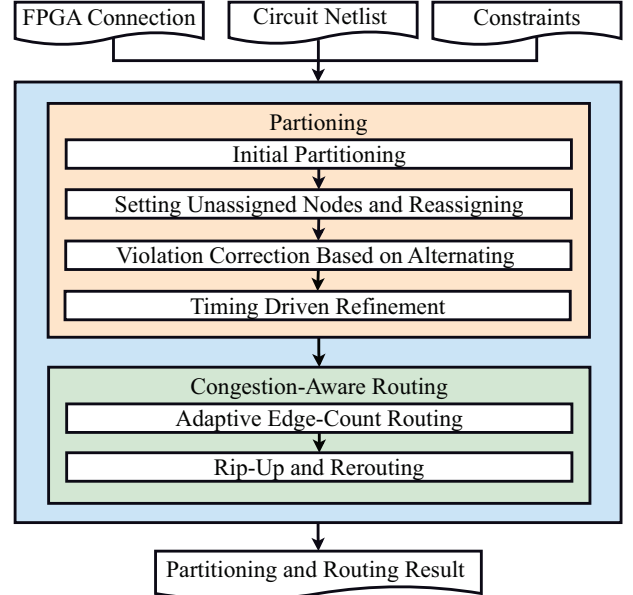 FPGA Connection
Circuit Netlist
Constraints
Partioning
Initial Partitioning
Setting Unassigned Nodes and Reassigning
Violation Correction Based on Alternating
Timing Driven Refinement
Congestion-Aware Routing
Adaptive Edge-Count Routing
Rip-Up and Rerouting
Partitioning and Routing Result